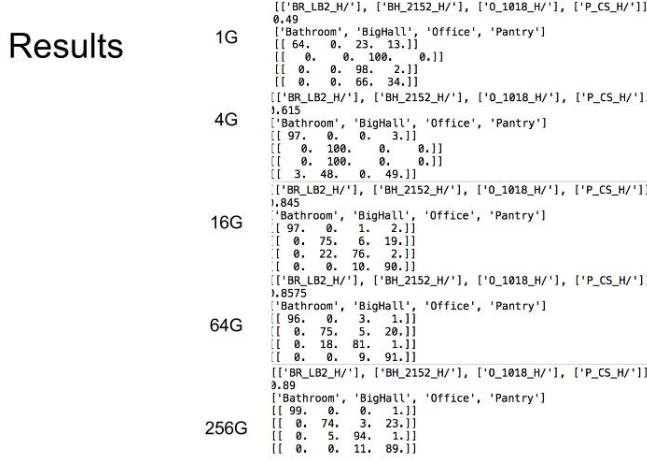 Results
1G
[['BR_LB2_H/'], ['BH_2152_H/'], ['O_1018_H/'], ['P_CS_H/']]
0.49
['Bathroom', 'BigHall', 'Office', 'Pantry']
[[ 64. 0. 23. 13.]]
[[ 0. 0. 100. 0.]]
[[ 0. 0. 98. 2.]]
[[ 0. 0. 66. 34.]]
4G
[['BR_LB2_H/'], ['BH_2152_H/'], ['O_1018_H/'], ['P_CS_H/']]
0.615
['Bathroom', 'BigHall', 'Office', 'Pantry']
[[ 97. 0. 0. 3.]]
[[ 0. 100. 0. 0.]]
[[ 0. 100. 0. 0.]]
[[ 3. 48. 0. 49.]]
16G
[['BR_LB2_H/'], ['BH_2152_H/'], ['O_1018_H/'], ['P_CS_H/']]
0.845
['Bathroom', 'BigHall', 'Office', 'Pantry']
[[ 97. 0. 1. 2.]]
[[ 0. 75. 6. 19.]]
[[ 0. 22. 76. 2.]]
[[ 0. 0. 10. 90.]]
64G
[['BR_LB2_H/'], ['BH_2152_H/'], ['O_1018_H/'], ['P_CS_H/']]
0.8575
['Bathroom', 'BigHall', 'Office', 'Pantry']
[[ 96. 0. 3. 1.]]
[[ 0. 75. 5. 20.]]
[[ 0. 18. 81. 1.]]
[[ 0. 0. 9. 91.]]
256G
[['BR_LB2_H/'], ['BH_2152_H/'], ['O_1018_H/'], ['P_CS_H/']]
0.89
['Bathroom', 'BigHall', 'Office', 'Pantry']
[[ 99. 0. 0. 1.]]
[[ 0. 74. 3. 23.]]
[[ 0. 5. 94. 1.]]
[[ 0. 0. 11. 89.]]